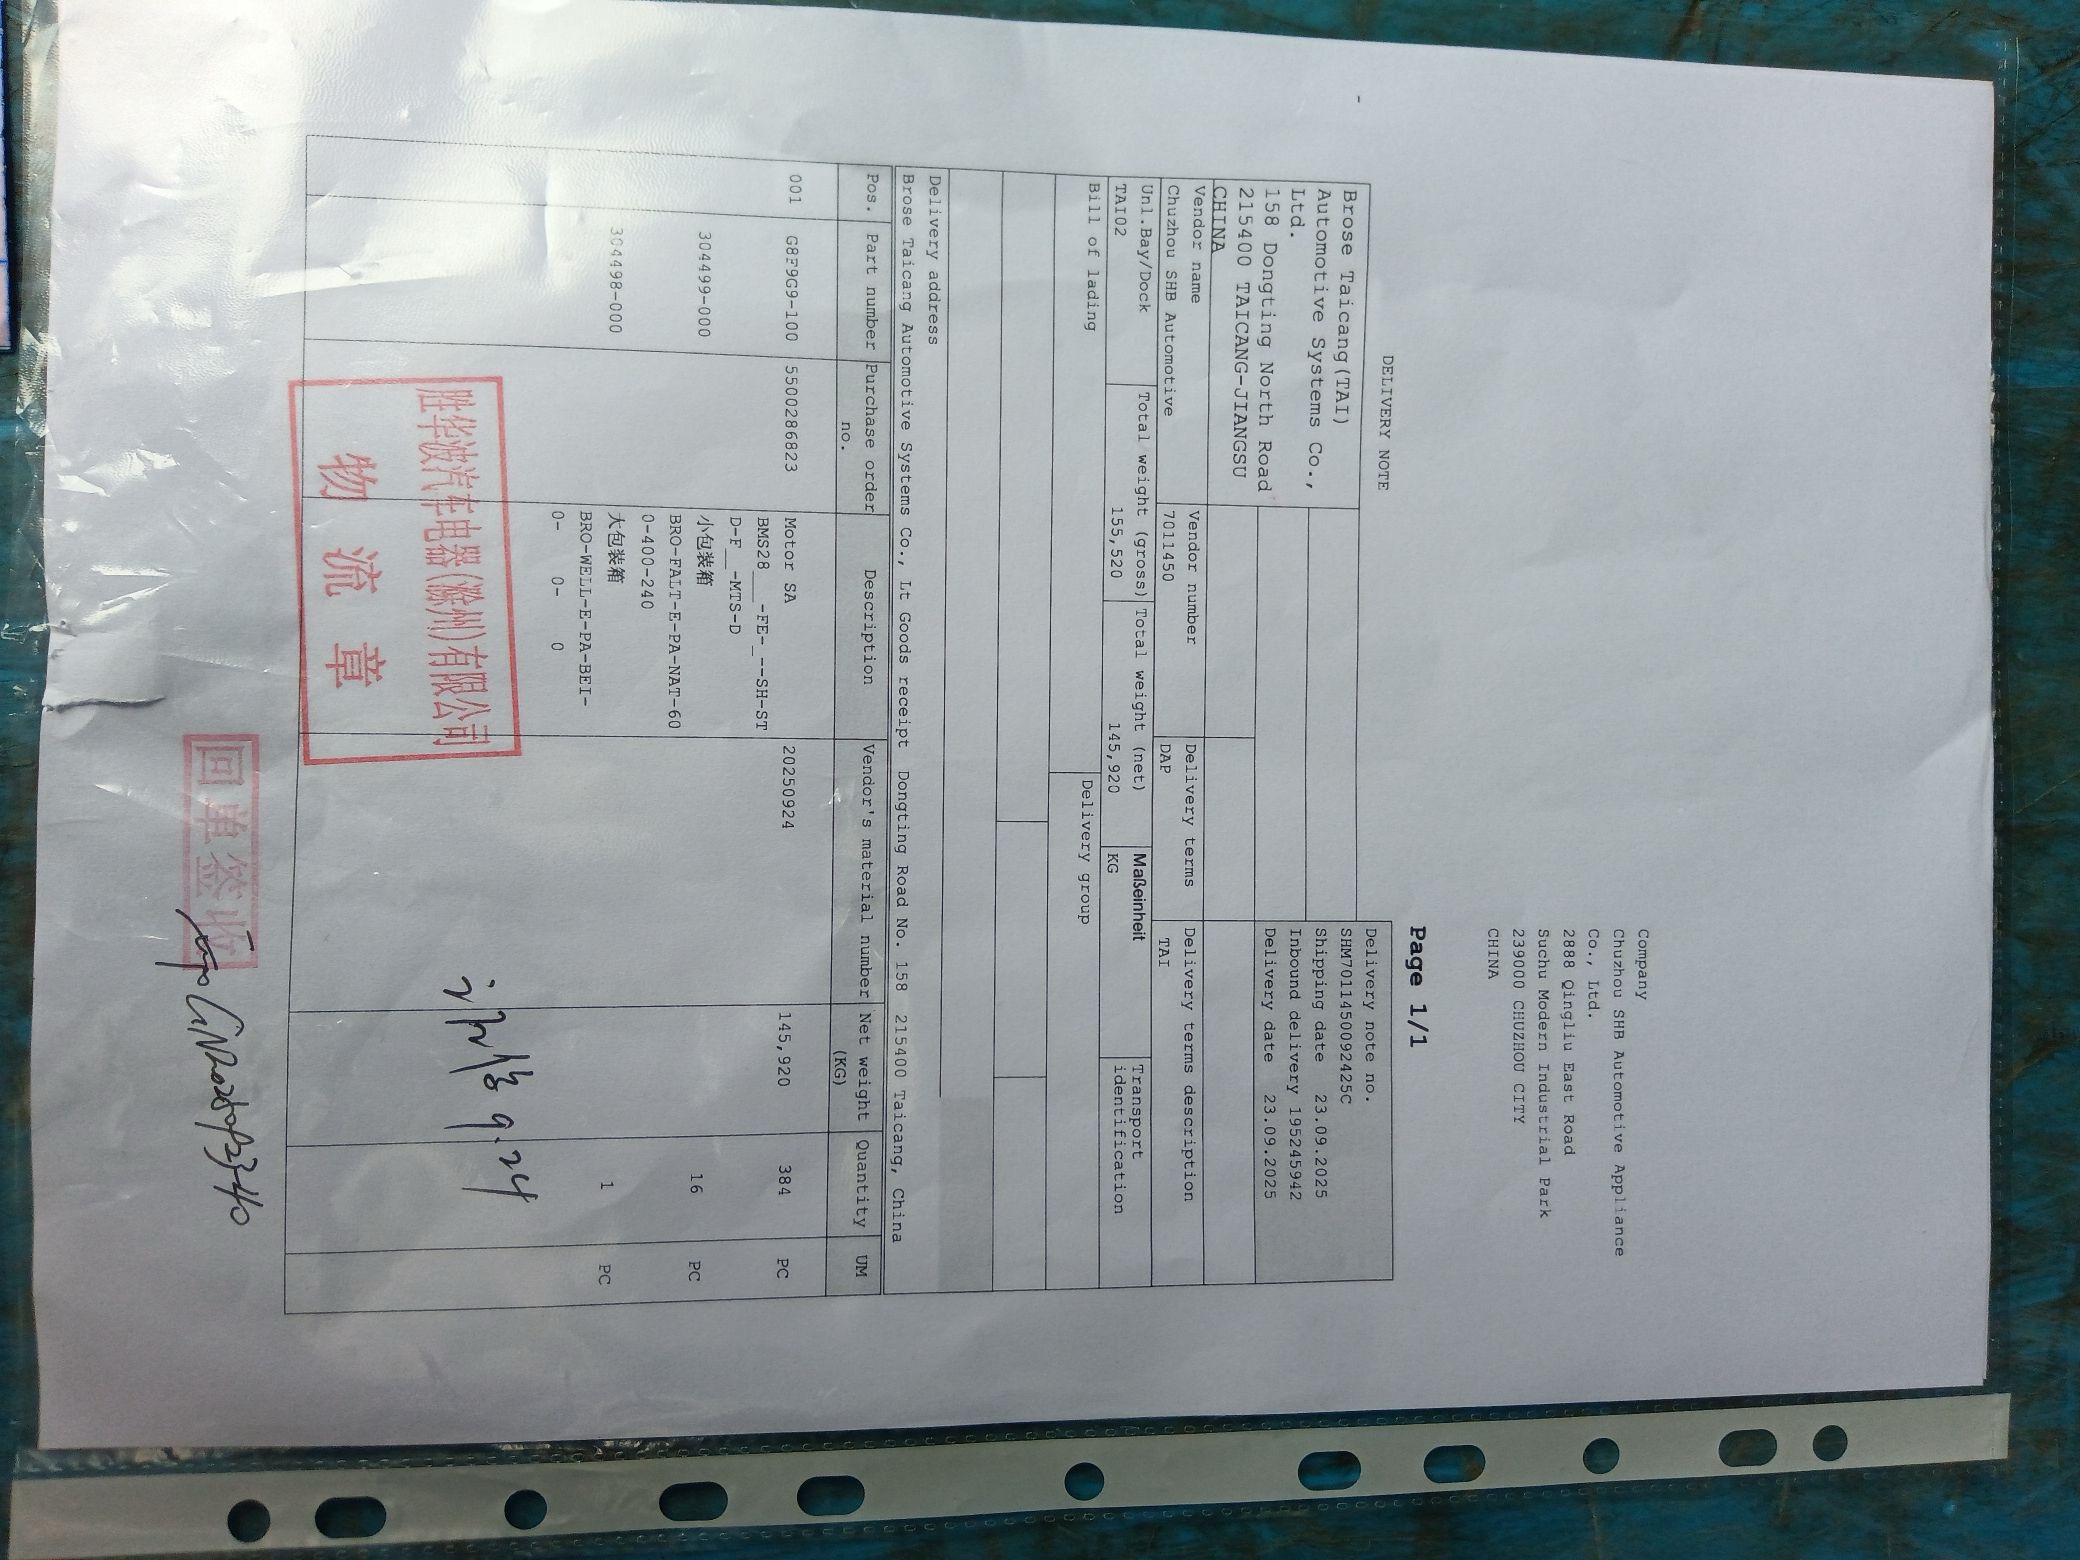 Company
Chuzhou SHB Automotive Appliance
Co., Ltd.
2888 Qingliu East Road
Suchu Modern Industrial Park
239000 CHUZHOU CITY
CHINA
DELIVERY NOTE
Page 1/1
Brose Taicang(TAI)
Automotive Systems Co.,
Ltd.
158 Dongting North Road
215400 TAICANG-JIANGSU
CHINA
Delivery note no.
SHM7011450092425C
Shipping date 23.09.2025
Inbound delivery 195245942
Delivery date 23.09.2025
Vendor name Vendor number Delivery terms Delivery terms description
Chuzhou SHB Automotive 7011450 DAP TAI
Unl.Bay/Dock Total weight (gross) Total weight (net) Maßeinheit Transport identification
TAI02 155,520 145,920 KG
Bill of lading Delivery group
Delivery address
Brose Taicang Automotive Systems Co., Lt Goods receipt Dongting Road No. 158 215400 Taicang, China
Pos. Part number Purchase order no. Description Vendor's material number Net weight (KG) Quantity UM
001 G8F9G9-100 5500286823 Motor SA 20250924 145,920 384 PC
BMS28____-FE-_--SH-ST
D-F__-MTS-D
304499-000 小包装箱 16 PC
BRO-FALT-E-PA-NAT-60
0-400-240
304498-000 大包装箱 1 PC
BRO-WELL-E-PA-BEI-
0- 0- 0
胜华波汽车电器(滁州)有限公司
物流章
9.24
回单签收